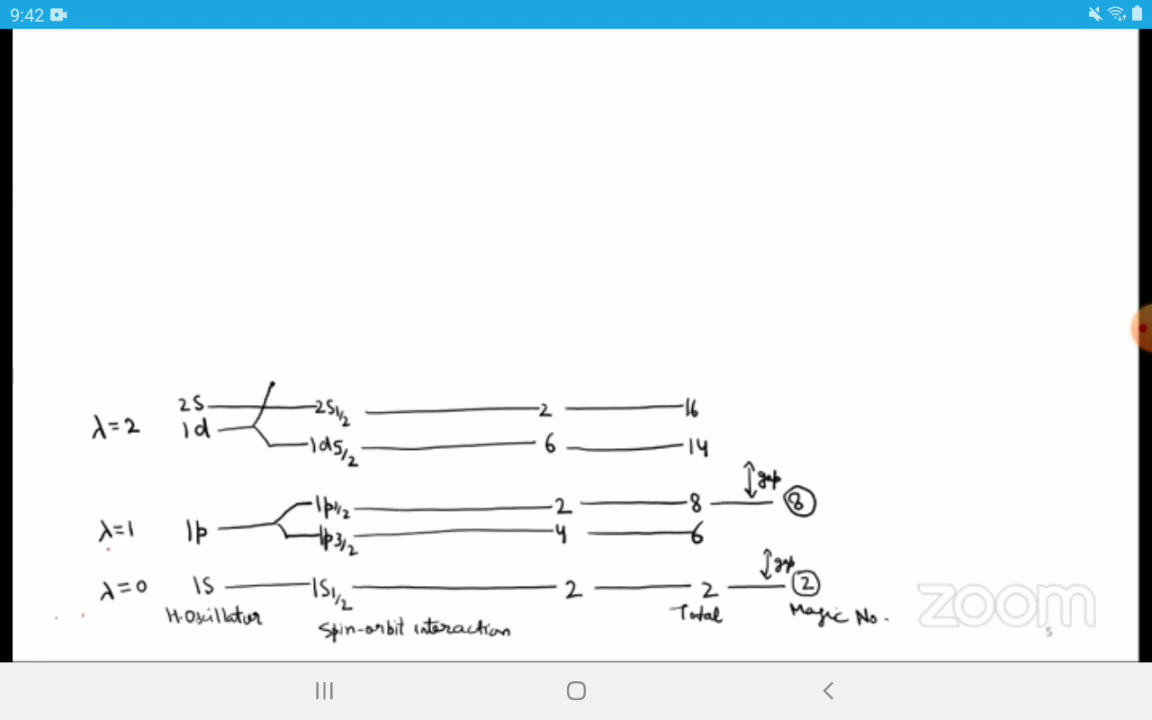 9:42
2S 2S1/2 2 16
λ=2 1d 1d5/2 6 14
gap
1p1/2 2 8 8
λ=1 1p 1p3/2 4 6
gap
λ=0 1S 1S1/2 2 2 2
H.Oscillator Spin-orbit interaction Total Magic No.
zoom
5